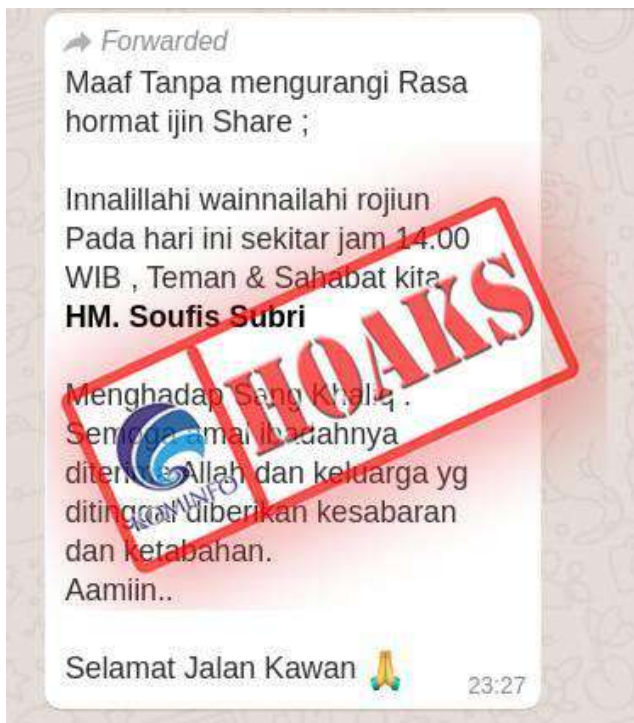 Forwarded
Maaf Tanpa mengurangi Rasa
hormat ijin Share ;
Innalillahi wainnailahi rojiun
Pada hari ini sekitar jam 14.00
WIB , Teman & Sahabat kita
HM. Soufis Subri
HOAKS
Menghadap Sang Khaliq .
Semoga amal ibadahnya
diterima Allah dan keluarga yg
KOMINFO
ditinggal diberikan kesabaran
dan ketabahan.
Aamiin..
Selamat Jalan Kawan 🙏
23:27